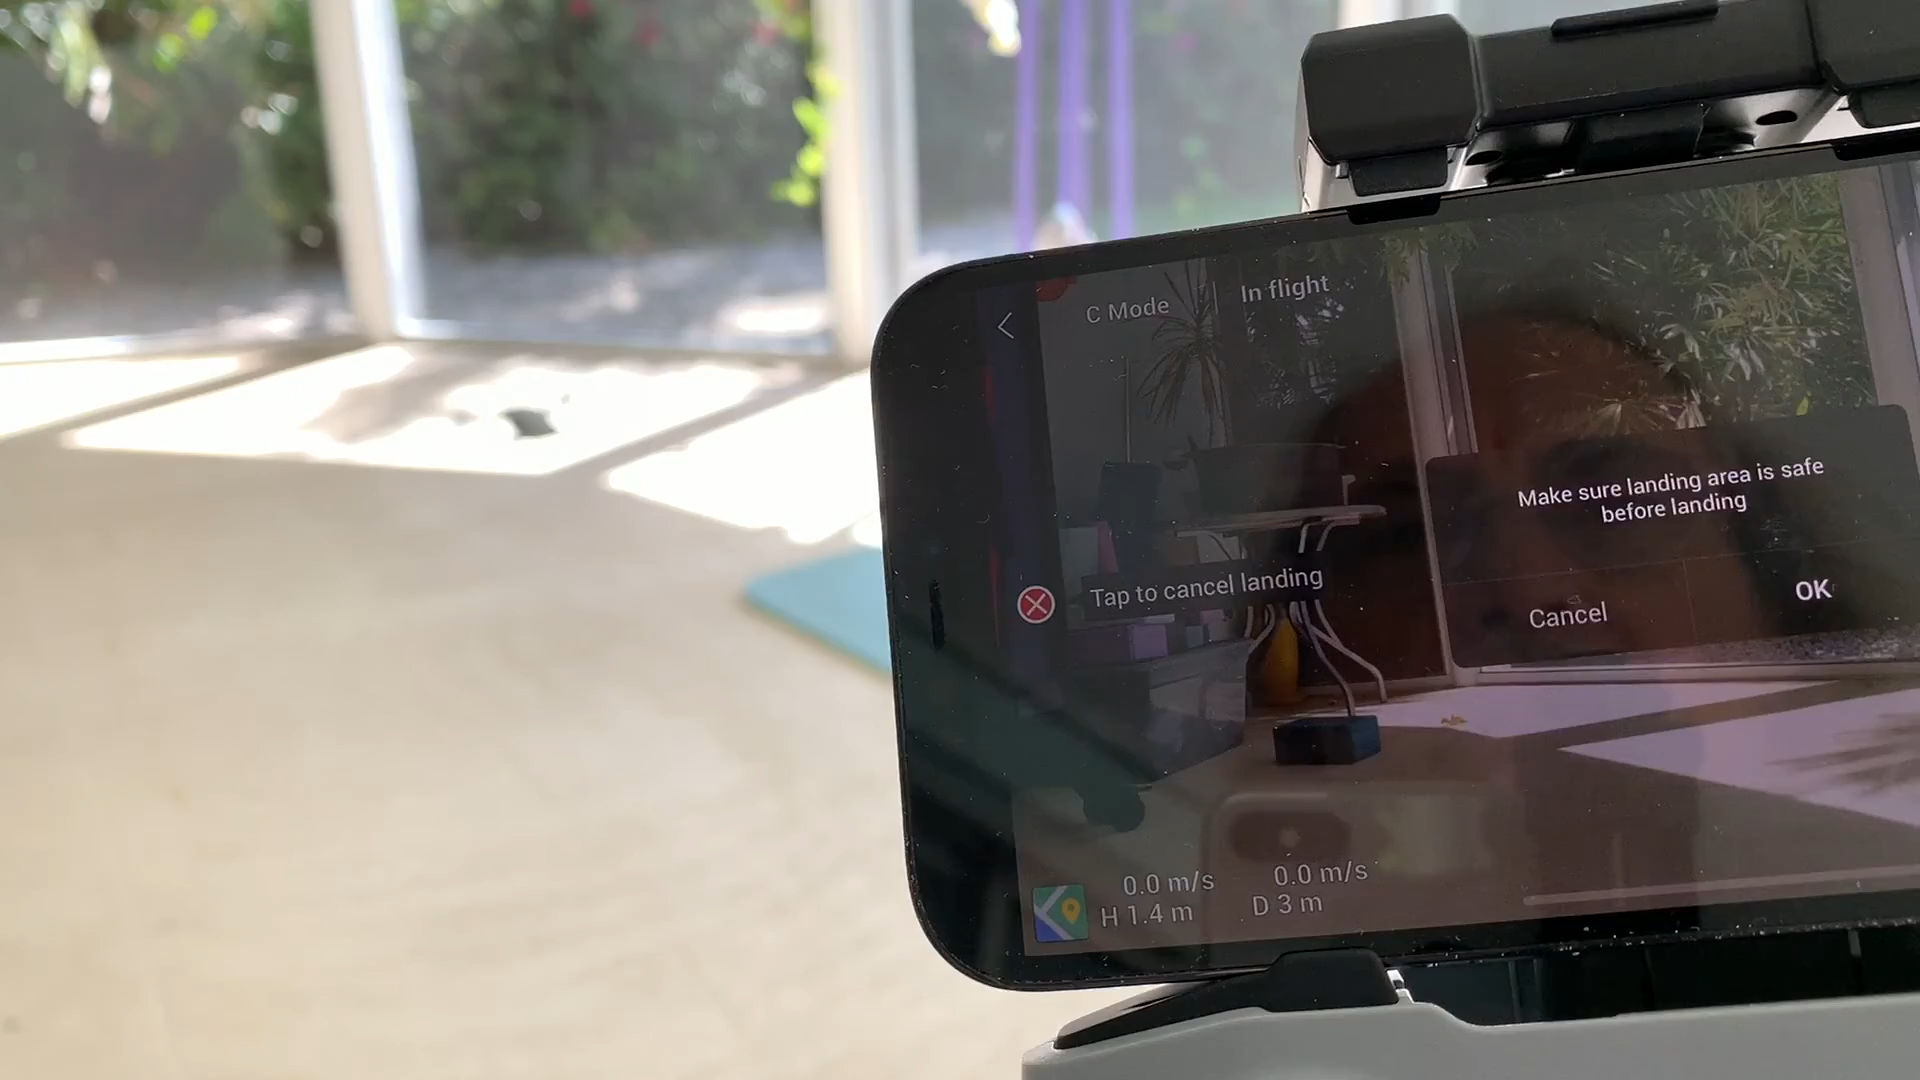 C Mode
In flight
Make sure landing area is safe
before landing
Tap to cancel landing
Cancel
OK
0.0 m/s
0.0 m/s
H 1.4 m
D 3 m